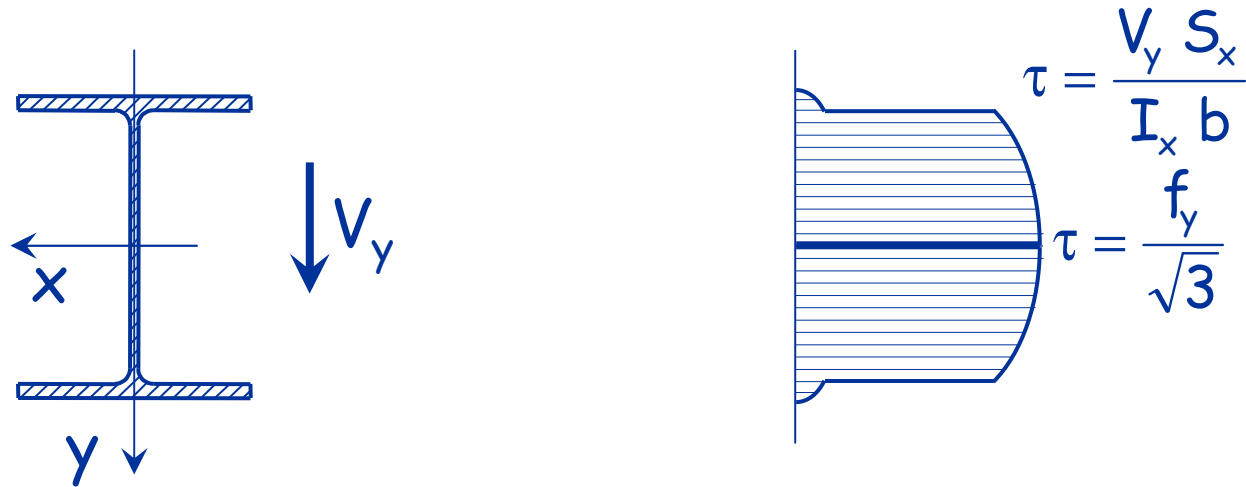 x
y
V_y
τ = V_y S_x / I_x b
τ = f_y / √3